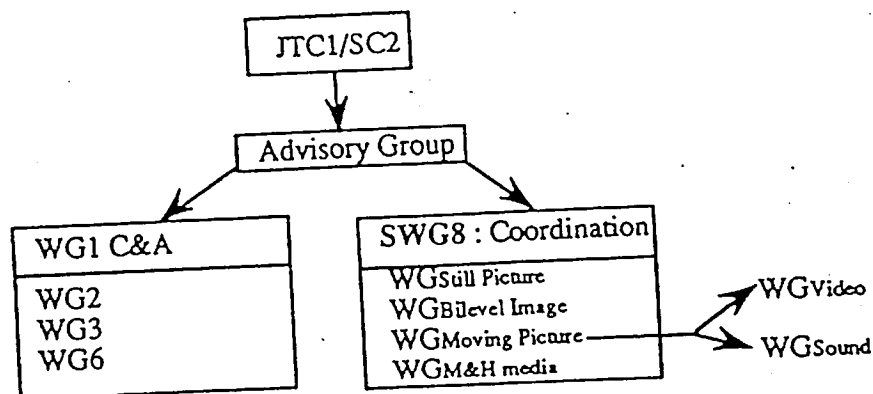 JTC1/SC2
Advisory Group
WG1 C&A
WG2
WG3
WG6
SWG8 : Coordination
WGStill Picture
WGBilevel Image
WGMoving Picture
WGM&H media
WGVideo
WGSound